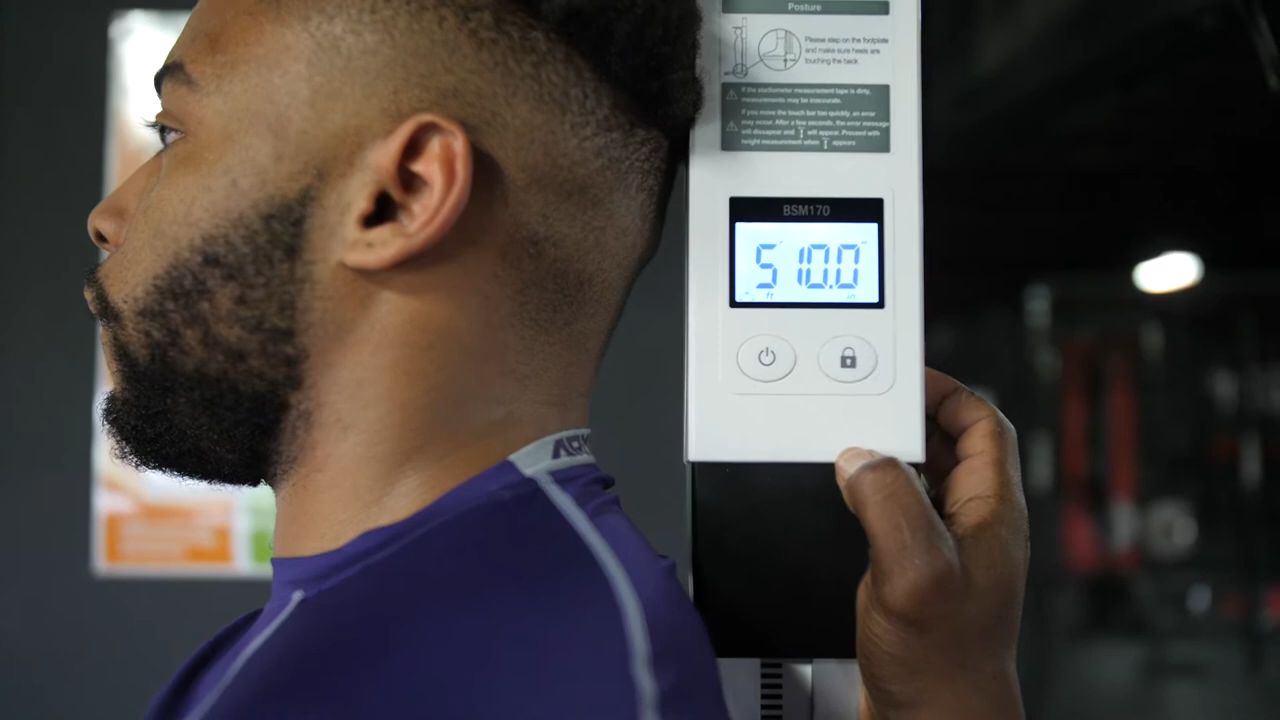 Posture
Please step on the footplate
and make sure heels are
touching the back.
If the stadiometer measurement tape is dirty,
measurements may be inaccurate.
If you move the touch bar too quickly, an error
may occur. After a few seconds, the error message
will dissapear and will appear. Proceed with
height measurement when appears
BSM170
5' 10.0"
ft in